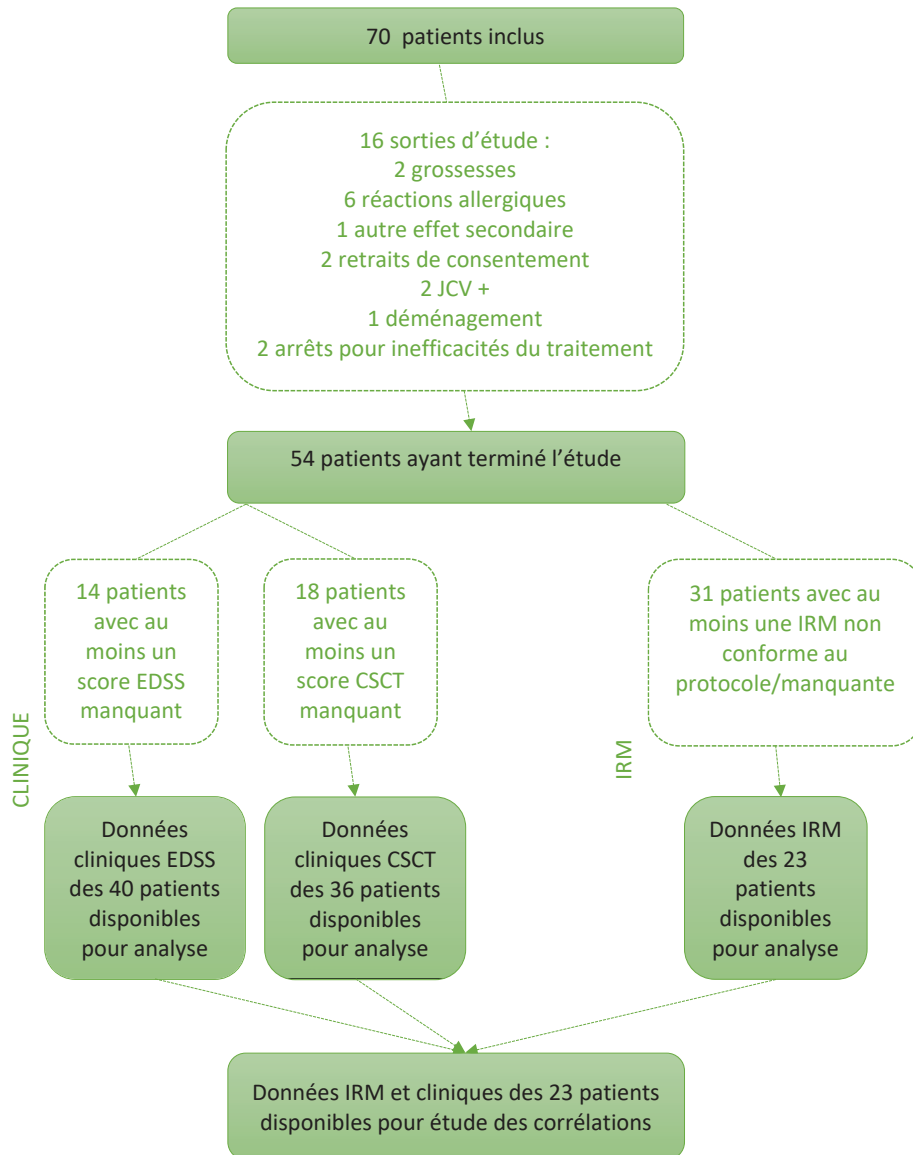 70 patients inclus
16 sorties d'étude :
2 grossesses
6 réactions allergiques
1 autre effet secondaire
2 retraits de consentement
2 JCV +
1 déménagement
2 arrêts pour inefficacités du traitement
54 patients ayant terminé l'étude
CLINIQUE
14 patients
avec au
moins un
score EDSS
manquant
18 patients
avec au
moins un
score CSCT
manquant
IRM
31 patients avec au
moins une IRM non
conforme au
protocole/manquante
Données
cliniques EDSS
des 40 patients
disponibles
pour analyse
Données
cliniques CSCT
des 36 patients
disponibles
pour analyse
Données IRM
des 23
patients
disponibles
pour analyse
Données IRM et cliniques des 23 patients
disponibles pour étude des corrélations